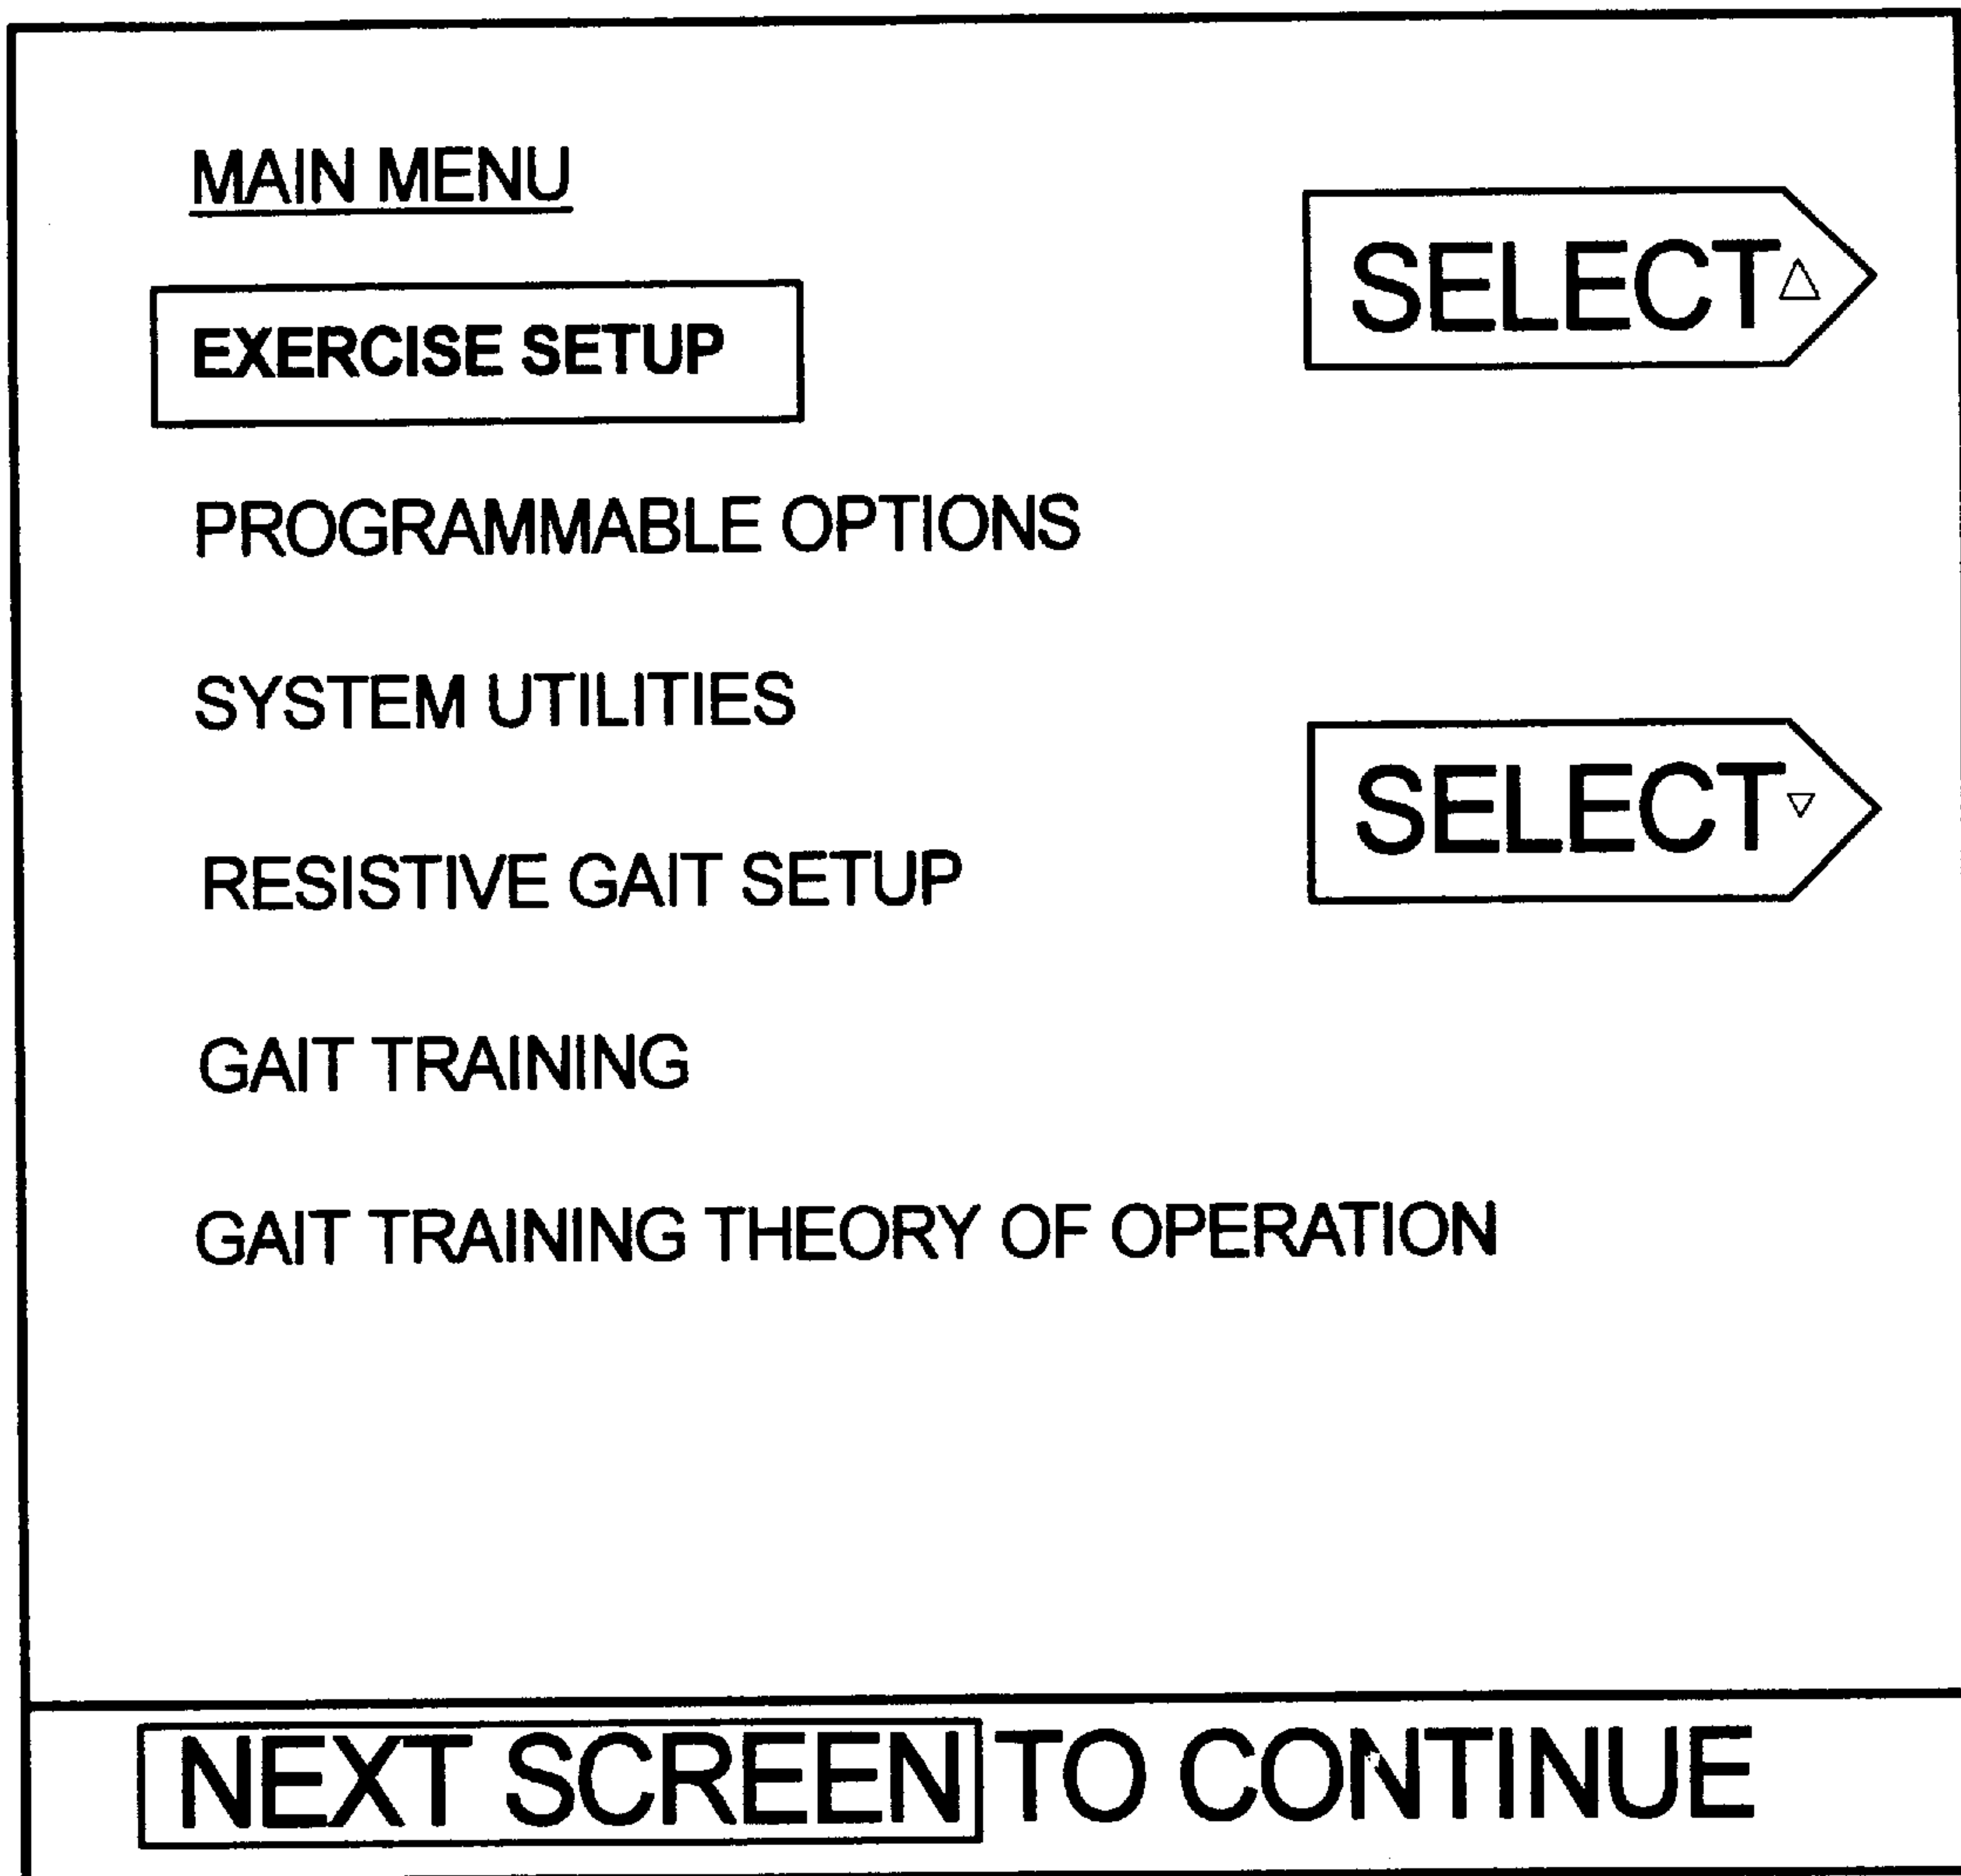 MAIN MENU
SELECT△
EXERCISE SETUP
PROGRAMMABLE OPTIONS
SYSTEM UTILITIES
SELECT▽
RESISTIVE GAIT SETUP
GAIT TRAINING
GAIT TRAINING THEORY OF OPERATION
NEXT SCREEN TO CONTINUE